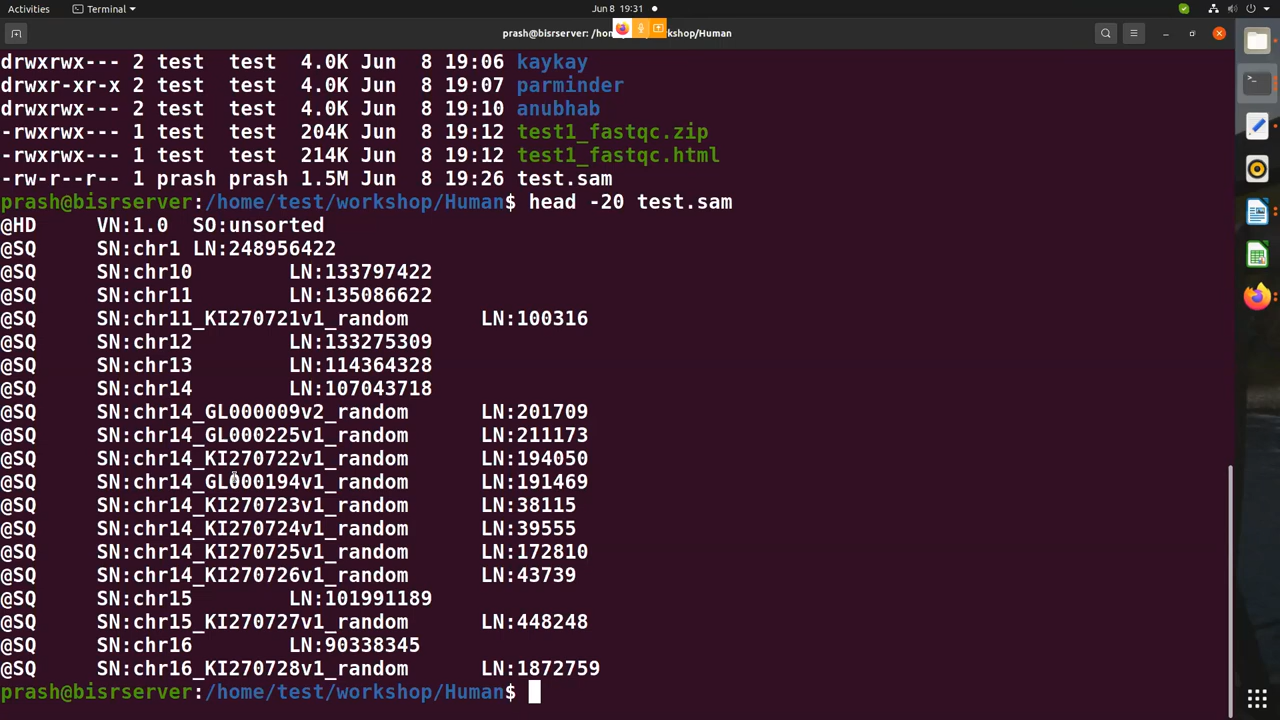 Activities Terminal Jun 8 19:31
prash@bisrserver: /ho rkshop/Human
drwxrwx--- 2 test test 4.0K Jun 8 19:06 kaykay
drwxr-xr-x 2 test test 4.0K Jun 8 19:07 parminder
drwxrwx--- 2 test test 4.0K Jun 8 19:10 anubhab
-rwxrwx--- 1 test test 204K Jun 8 19:12 test1_fastqc.zip
-rwxrwx--- 1 test test 214K Jun 8 19:12 test1_fastqc.html
-rw-r--r-- 1 prash prash 1.5M Jun 8 19:26 test.sam
prash@bisrserver:/home/test/workshop/Human$ head -20 test.sam
@HD VN:1.0 SO:unsorted
@SQ SN:chr1 LN:248956422
@SQ SN:chr10 LN:133797422
@SQ SN:chr11 LN:135086622
@SQ SN:chr11_KI270721v1_random LN:100316
@SQ SN:chr12 LN:133275309
@SQ SN:chr13 LN:114364328
@SQ SN:chr14 LN:107043718
@SQ SN:chr14_GL000009v2_random LN:201709
@SQ SN:chr14_GL000225v1_random LN:211173
@SQ SN:chr14_KI270722v1_random LN:194050
@SQ SN:chr14_GL000194v1_random LN:191469
@SQ SN:chr14_KI270723v1_random LN:38115
@SQ SN:chr14_KI270724v1_random LN:39555
@SQ SN:chr14_KI270725v1_random LN:172810
@SQ SN:chr14_KI270726v1_random LN:43739
@SQ SN:chr15 LN:101991189
@SQ SN:chr15_KI270727v1_random LN:448248
@SQ SN:chr16 LN:90338345
@SQ SN:chr16_KI270728v1_random LN:1872759
prash@bisrserver:/home/test/workshop/Human$